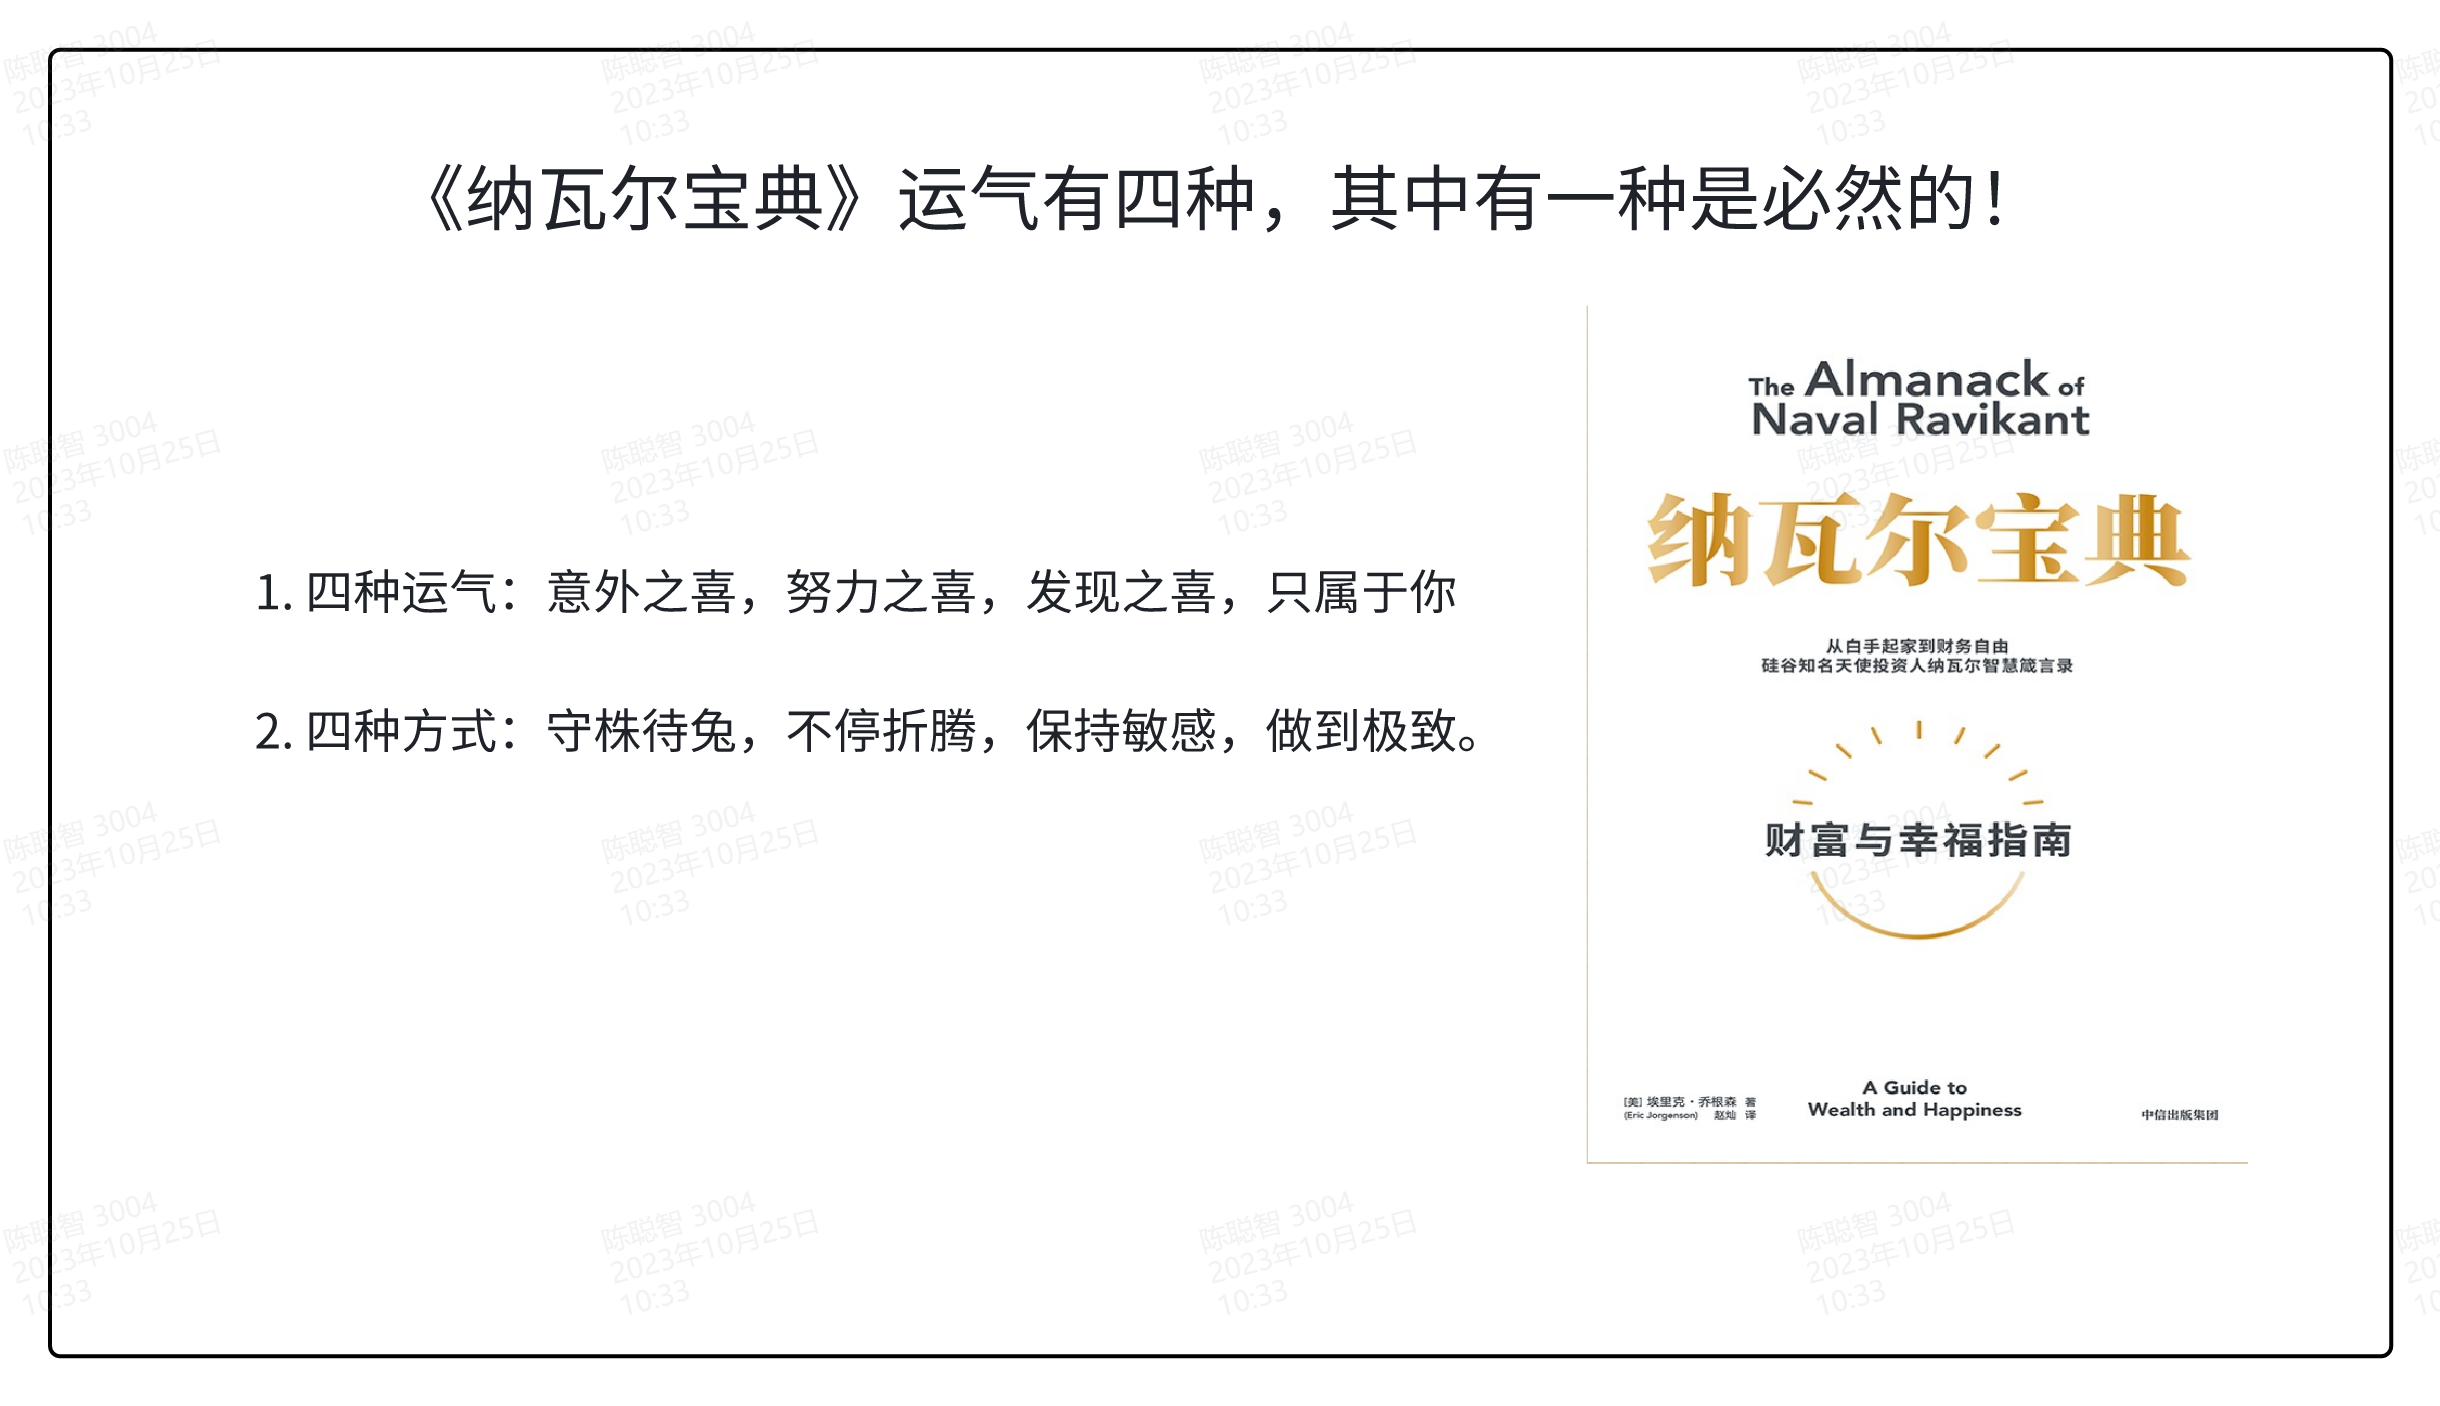 《纳瓦尔宝典》运气有四种，其中有一种是必然的！
1. 四种运气：意外之喜，努力之喜，发现之喜，只属于你
2. 四种方式：守株待兔，不停折腾，保持敏感，做到极致。
The Almanack of
Naval Ravikant
纳瓦尔宝典
从白手起家到财务自由
硅谷知名天使投资人纳瓦尔智慧箴言录
财富与幸福指南
[美] 埃里克·乔根森 著
(Eric Jorgenson) 赵灿 译
A Guide to
Wealth and Happiness
中信出版集团
陈聪智 3004
2023年10月25日
10:33